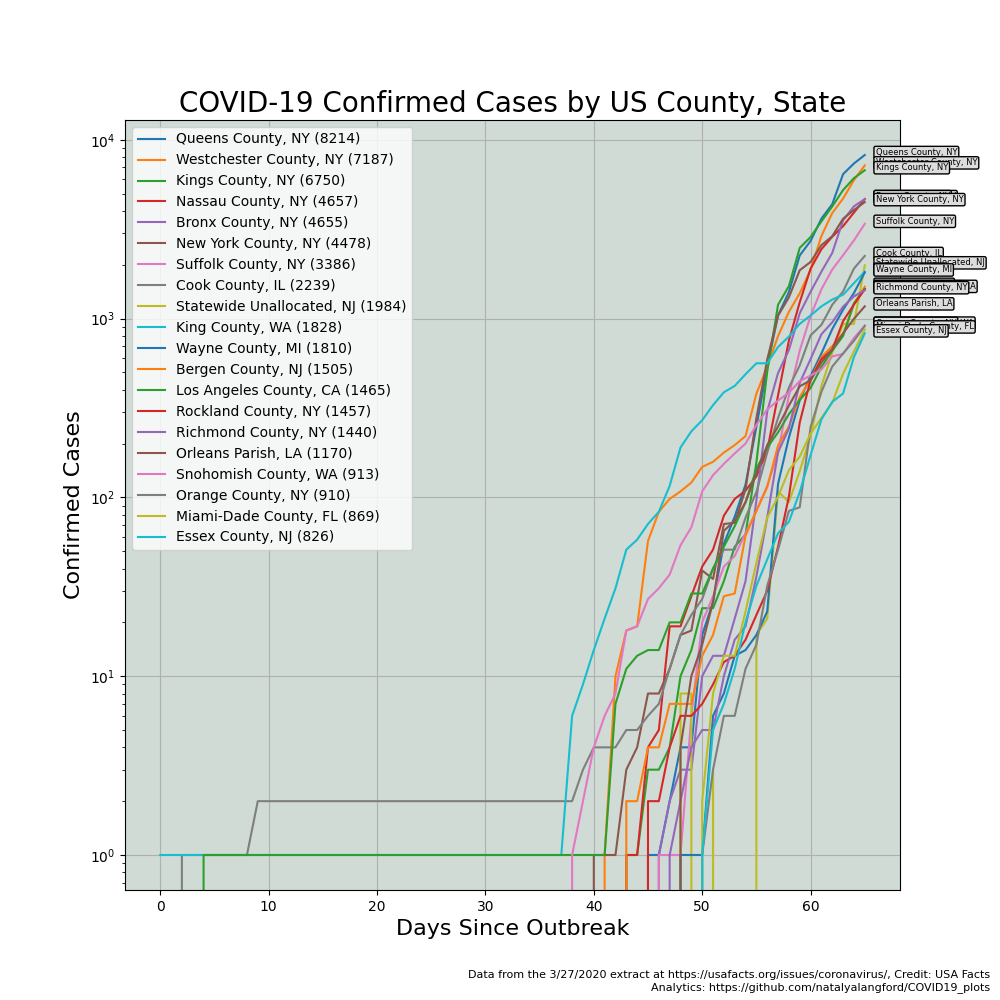 COVID-19 Confirmed Cases by US County, State
Queens County, NY (8214)
Westchester County, NY (7187)
Kings County, NY (6750)
Nassau County, NY (4657)
Bronx County, NY (4655)
New York County, NY (4478)
Suffolk County, NY (3386)
Cook County, IL (2239)
Statewide Unallocated, NJ (1984)
King County, WA (1828)
Wayne County, MI (1810)
Bergen County, NJ (1505)
Los Angeles County, CA (1465)
Rockland County, NY (1457)
Richmond County, NY (1440)
Orleans Parish, LA (1170)
Snohomish County, WA (913)
Orange County, NY (910)
Miami-Dade County, FL (869)
Essex County, NJ (826)
Confirmed Cases
10⁴
10³
10²
10¹
10⁰
0 10 20 30 40 50 60
Days Since Outbreak
Queens County, NY
County, NY
Kings County, NY
New York County, NY
Suffolk County, NY
Cook County, IL
Statewide Unallocated, NJ
Wayne County, MI
Richmond County, NY
Orleans Parish, LA
Essex County, NJ
Data from the 3/27/2020 extract at https://usafacts.org/issues/coronavirus/, Credit: USA Facts
Analytics: https://github.com/natalyalangford/COVID19_plots